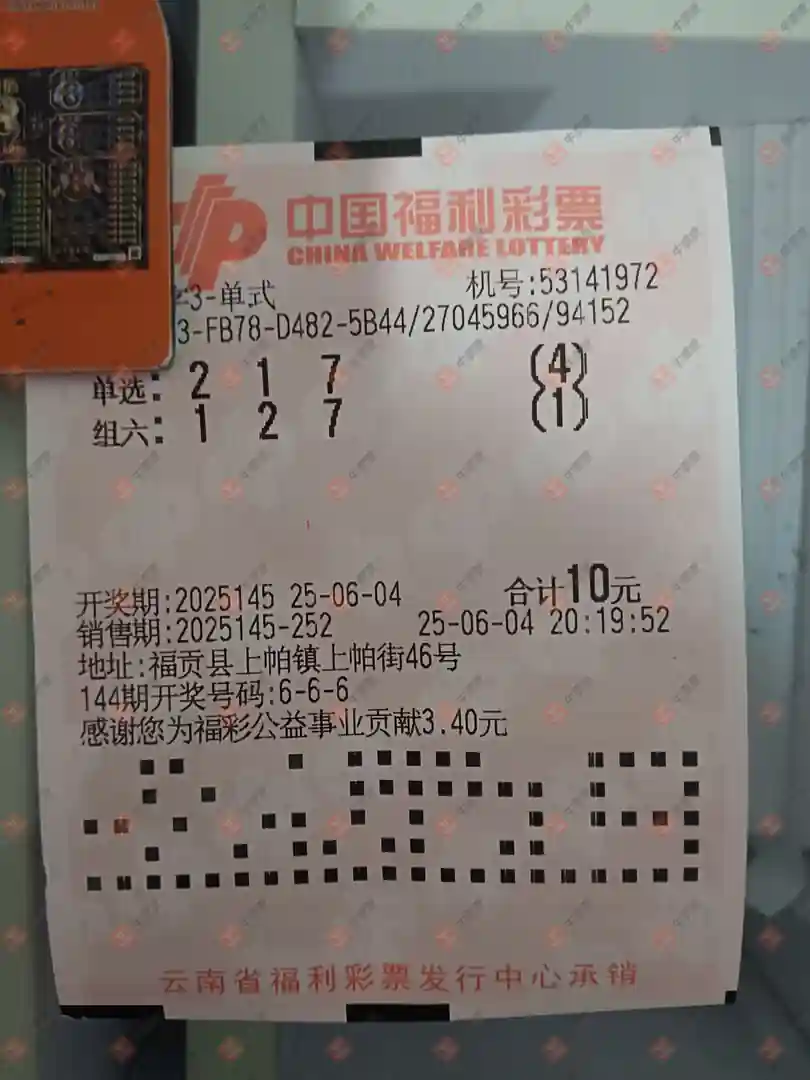 中国福利彩票
CHINA WELFARE LOTTERY
3-单式 机号:53141972
3-FB78-D482-5B44/27045966/94152
单选: 2 1 7 (4)
组六: 1 2 7 (1)
开奖期:2025145 25-06-04 合计10元
销售期:2025145-252 25-06-04 20:19:52
地址:福贡县上帕镇上帕街46号
144期开奖号码:6-6-6
感谢您为福彩公益事业贡献3.40元
云南省福利彩票发行中心承销